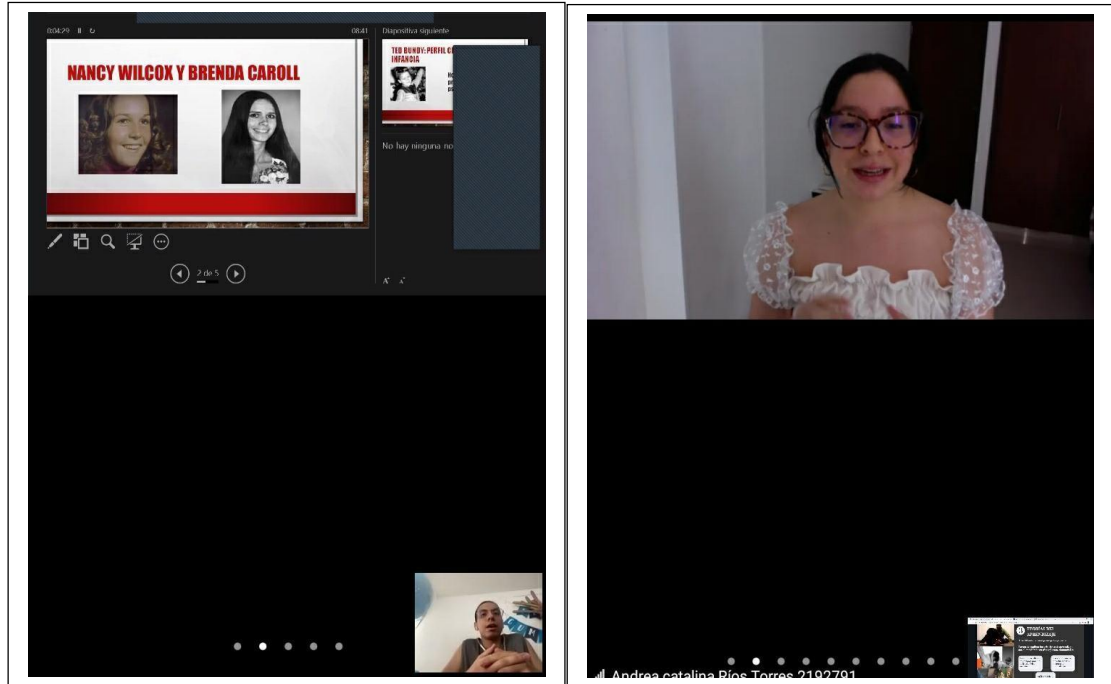 0:04:29
08:41
Diapositiva siguiente
NANCY WILCOX Y BRENDA CAROLL
TED BUNDY: PERFIL
INFANCIA
No hay ninguna
2 de 5
Andrea catalina Ríos Torres 2192791